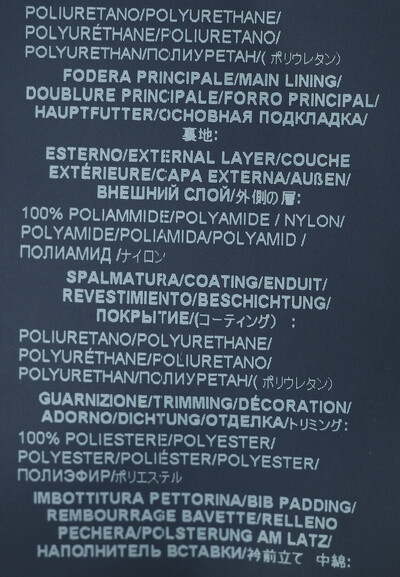 POLIURETANO/POLYURETHANE/
POLYURÉTHANE/POLIURETANO/
POLYURETHAN/ПОЛИУРЕТАН/( ポリウレタン)
FODERA PRINCIPALE/MAIN LINING/
DOUBLURE PRINCIPALE/FORRO PRINCIPAL/
HAUPTFUTTER/ОСНОВНАЯ ПОДКЛАДКА/
裏地:
ESTERNO/EXTERNAL LAYER/COUCHE
EXTÉRIEURE/CAPA EXTERNA/AUßEN/
ВНЕШНИЙ СЛОЙ/外側の層:
100% POLIAMMIDE/POLYAMIDE / NYLON/
POLYAMIDE/POLIAMIDA/POLYAMID /
ПОЛИАМИД /ナイロン
SPALMATURA/COATING/ENDUIT/
REVESTIMIENTO/BESCHICHTUNG/
ПОКРЫТИЕ/(コーティング) :
POLIURETANO/POLYURETHANE/
POLYURÉTHANE/POLIURETANO/
POLYURETHAN/ПОЛИУРЕТАН/( ポリウレタン)
GUARNIZIONE/TRIMMING/DÉCORATION/
ADORNO/DICHTUNG/ОТДЕЛКА/トリミング:
100% POLIESTERE/POLYESTER/
POLYESTER/POLIÉSTER/POLYESTER/
ПОЛИЭФИР/ポリエステル
IMBOTTITURA PETTORINA/BIB PADDING/
REMBOURRAGE BAVETTE/RELLENO
PECHERA/POLSTERUNG AM LATZ/
НАПОЛНИТЕЛЬ ВСТАВКИ/衿前立て 中綿: